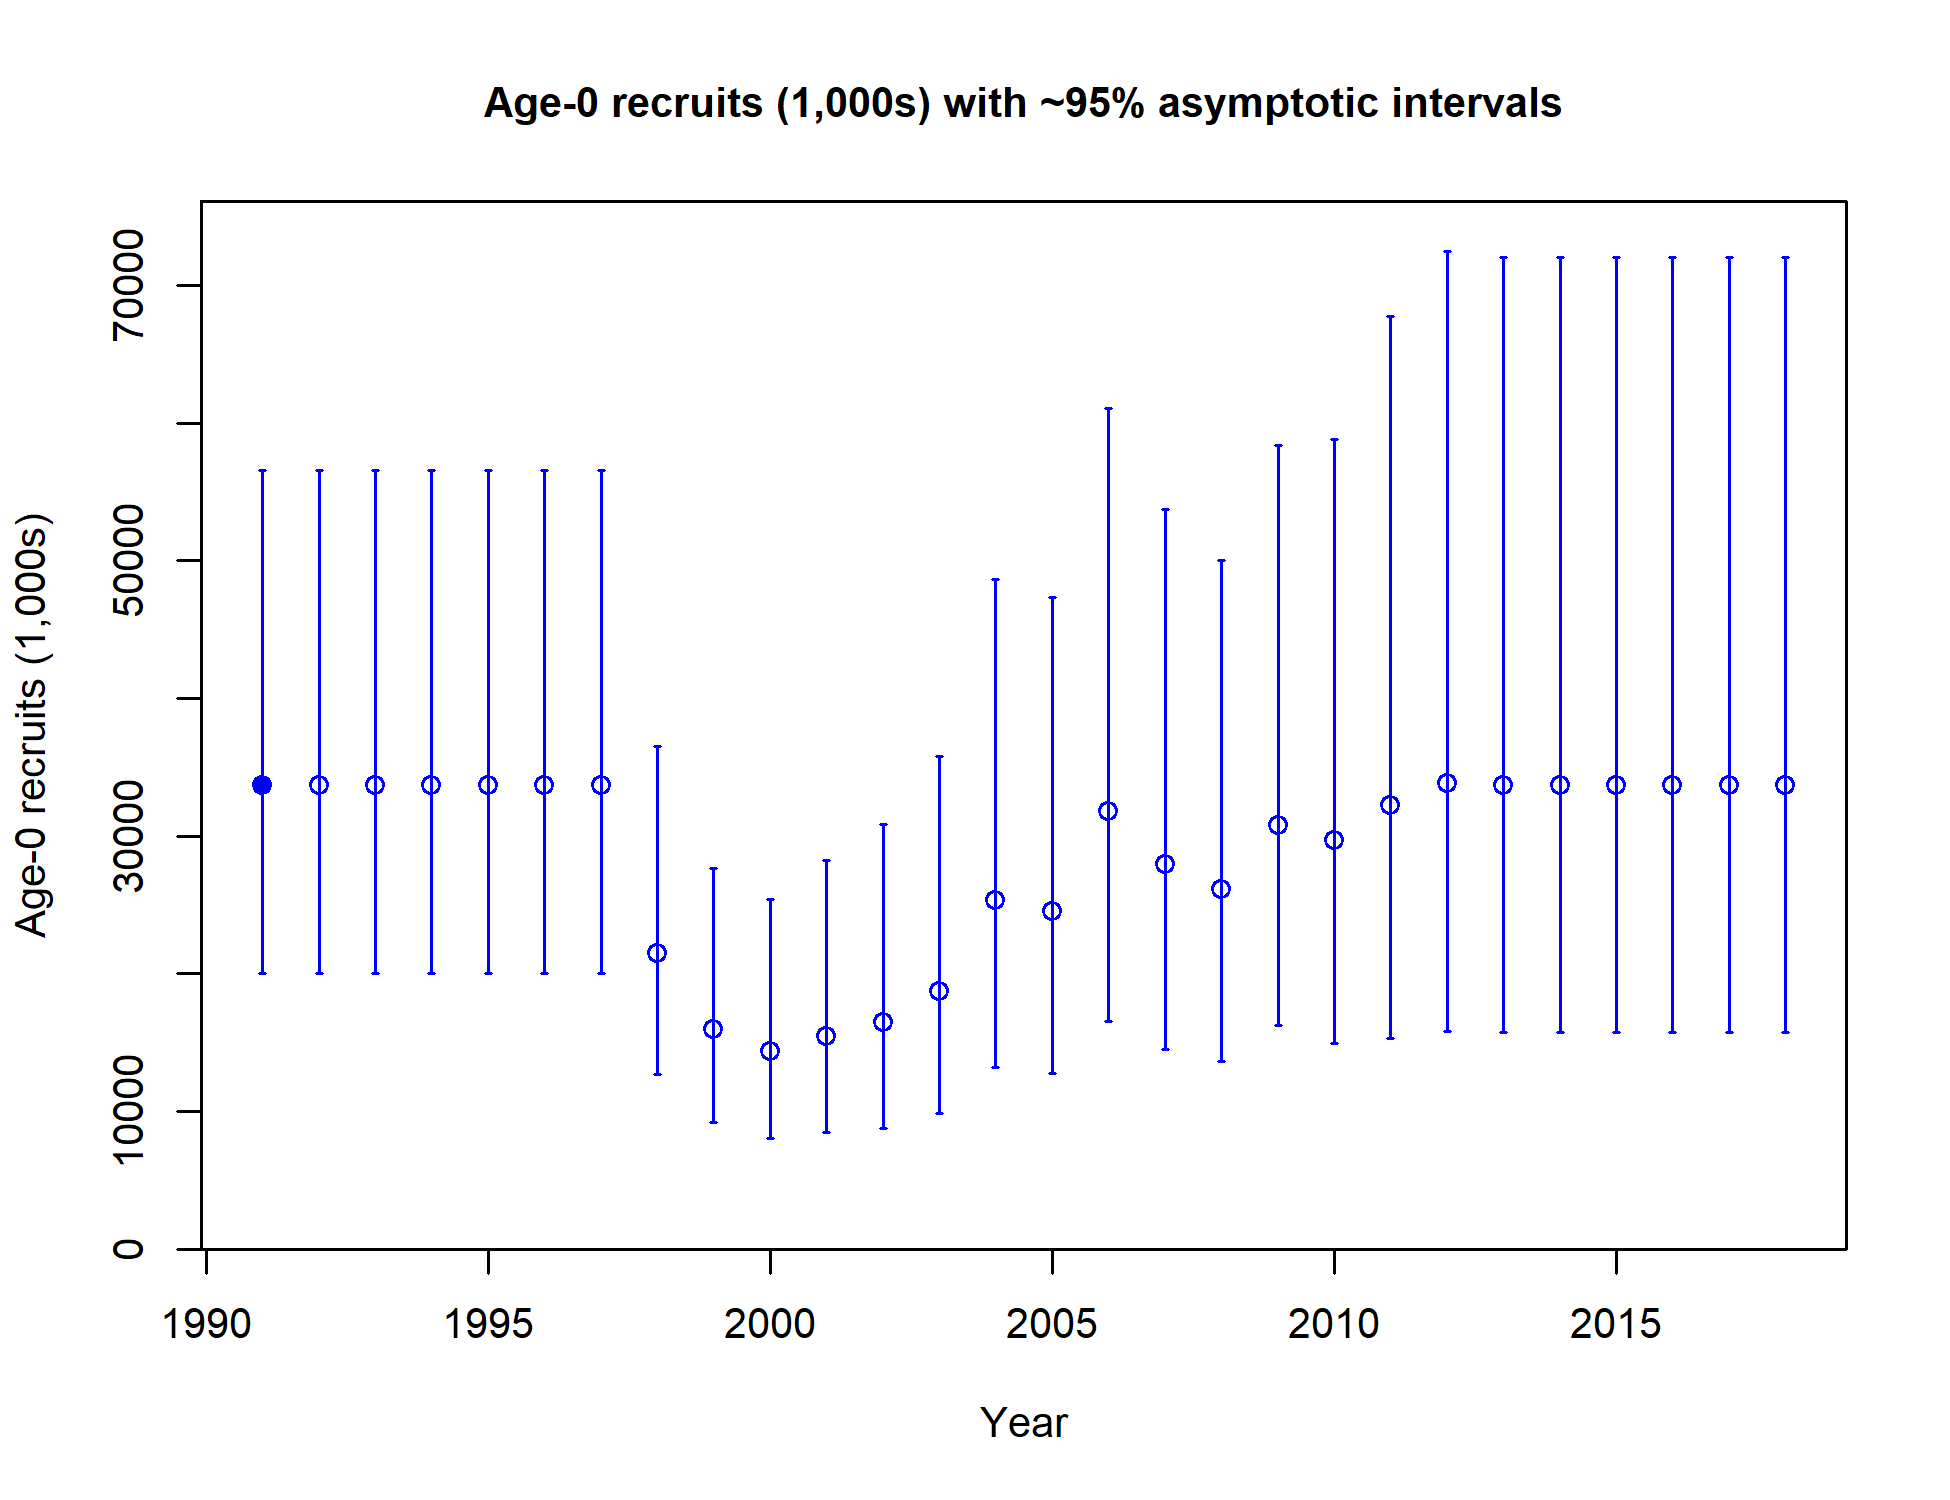 Age-0 recruits (1,000s) with ~95% asymptotic intervals
Age-0 recruits (1,000s)
70000
50000
30000
10000
0
1990 1995 2000 2005 2010 2015
Year